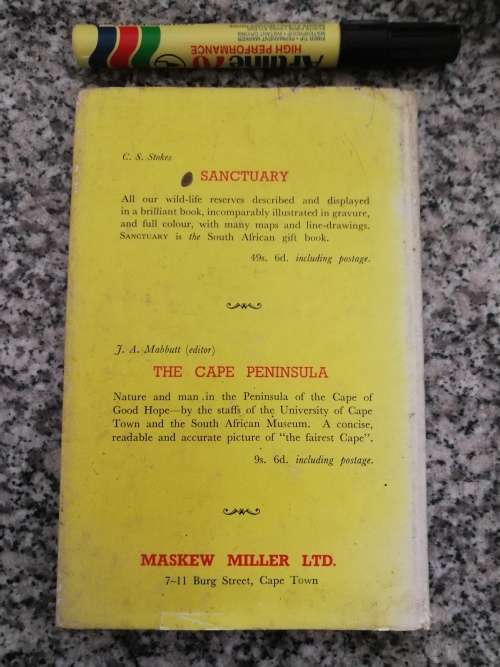 Artline 70
HIGH PERFORMANCE
C. S. Stokes
SANCTUARY
All our wild-life reserves described and displayed
in a brilliant book, incomparably illustrated in gravure,
and full colour, with many maps and line-drawings.
SANCTUARY is the South African gift book.
49s. 6d. including postage.
J. A. Mabbutt (editor)
THE CAPE PENINSULA
Nature and man in the Peninsula of the Cape of
Good Hope—by the staffs of the University of Cape
Town and the South African Museum. A concise,
readable and accurate picture of "the fairest Cape".
9s. 6d. including postage.
MASKEW MILLER LTD.
7-11 Burg Street, Cape Town